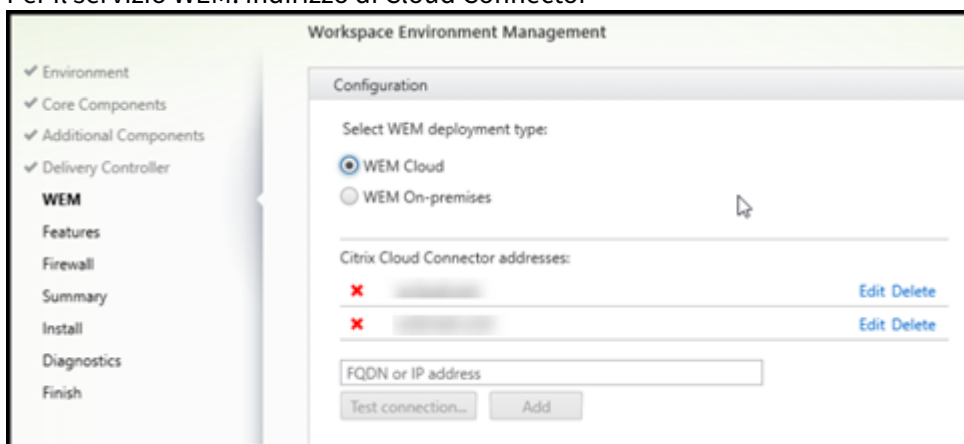 Per il servizio WEM: indirizzo di Cloud Connector
Workspace Environment Management
Environment
Core Components
Additional Components
Delivery Controller
WEM
Features
Firewall
Summary
Install
Diagnostics
Finish
Configuration
Select WEM deployment type:
WEM Cloud
WEM On-premises
Citrix Cloud Connector addresses:
Edit Delete
Edit Delete
FQDN or IP address
Test connection... Add